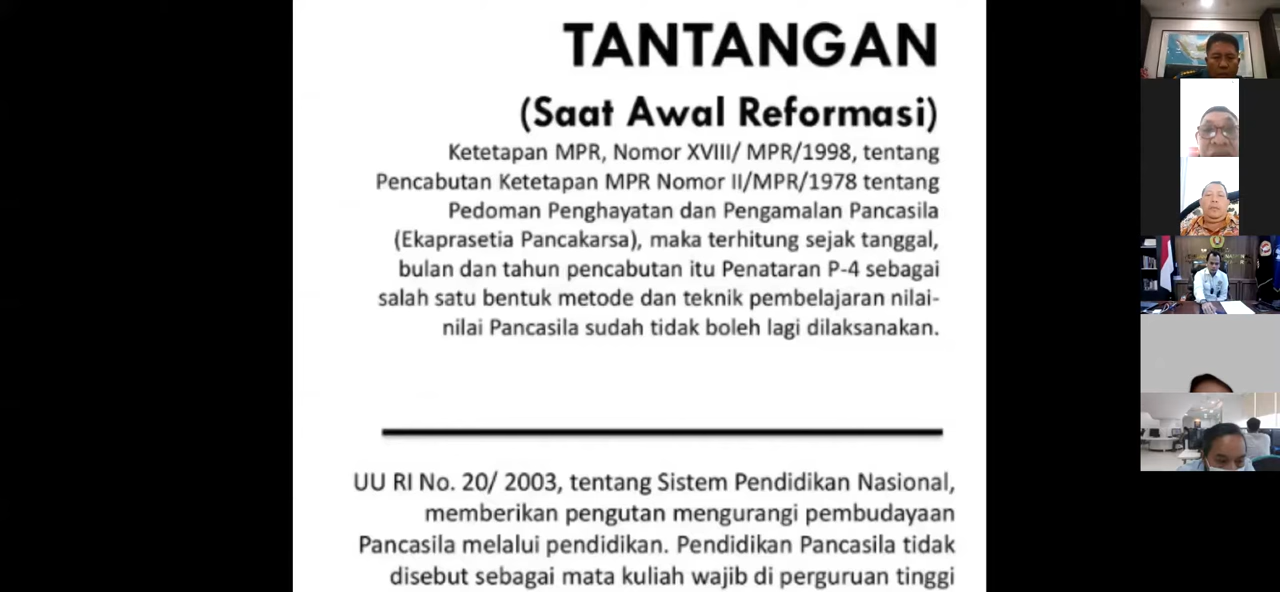 TANTANGAN
(Saat Awal Reformasi)
Ketetapan MPR, Nomor XVIII/ MPR/1998, tentang
Pencabutan Ketetapan MPR Nomor II/MPR/1978 tentang
Pedoman Penghayatan dan Pengamalan Pancasila
(Ekaprasetia Pancakarsa), maka terhitung sejak tanggal,
bulan dan tahun pencabutan itu Penataran P-4 sebagai
salah satu bentuk metode dan teknik pembelajaran nilai-
nilai Pancasila sudah tidak boleh lagi dilaksanakan.
UU RI No. 20/ 2003, tentang Sistem Pendidikan Nasional,
memberikan pengutan mengurangi pembudayaan
Pancasila melalui pendidikan. Pendidikan Pancasila tidak
disebut sebagai mata kuliah wajib di perguruan tinggi